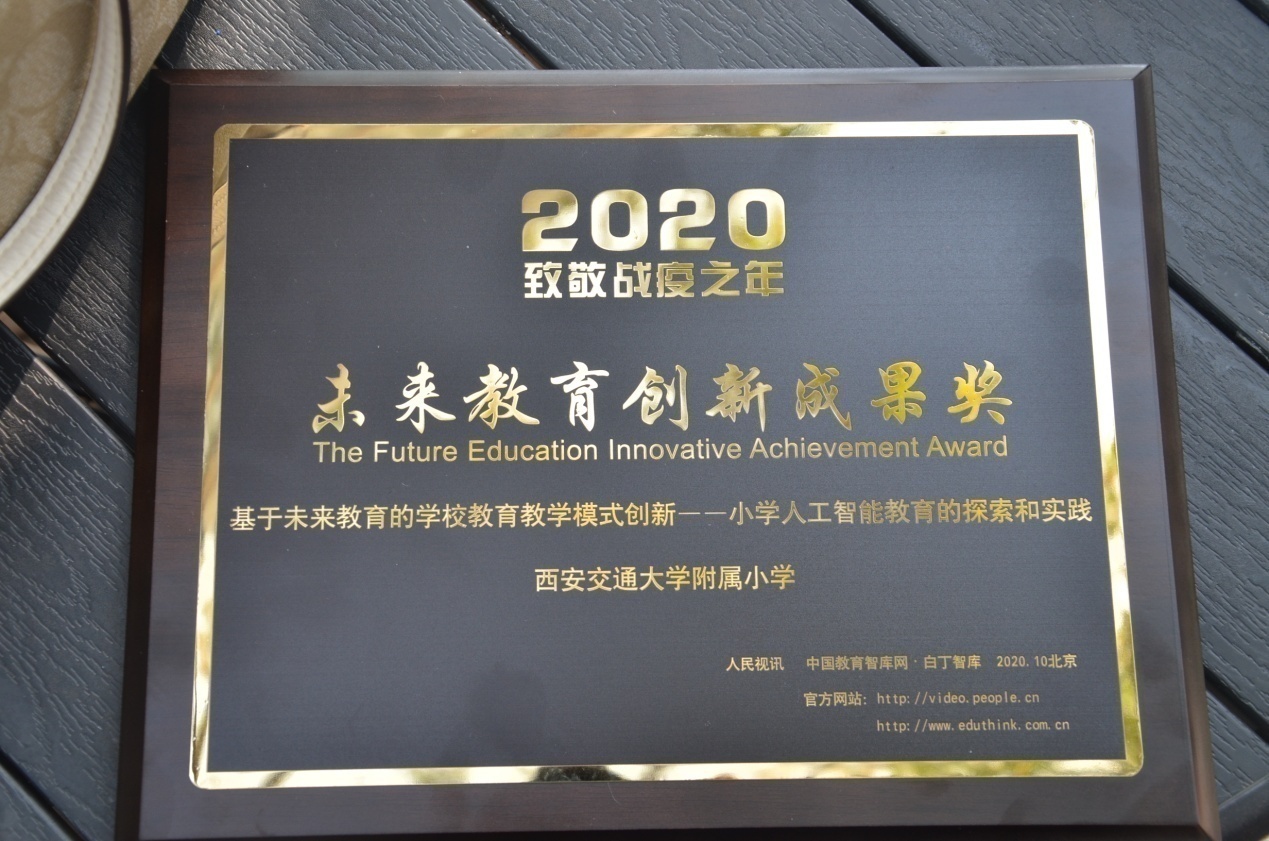 2020
致敬战疫之年
未来教育创新成果奖
The Future Education Innovative Achievement Award
基于未来教育的学校教育教学模式创新——小学人工智能教育的探索和实践
西安交通大学附属小学
人民视讯 中国教育智库网·白丁智库 2020.10北京
官方网站：http://video.people.cn
http://www.eduthink.com.cn